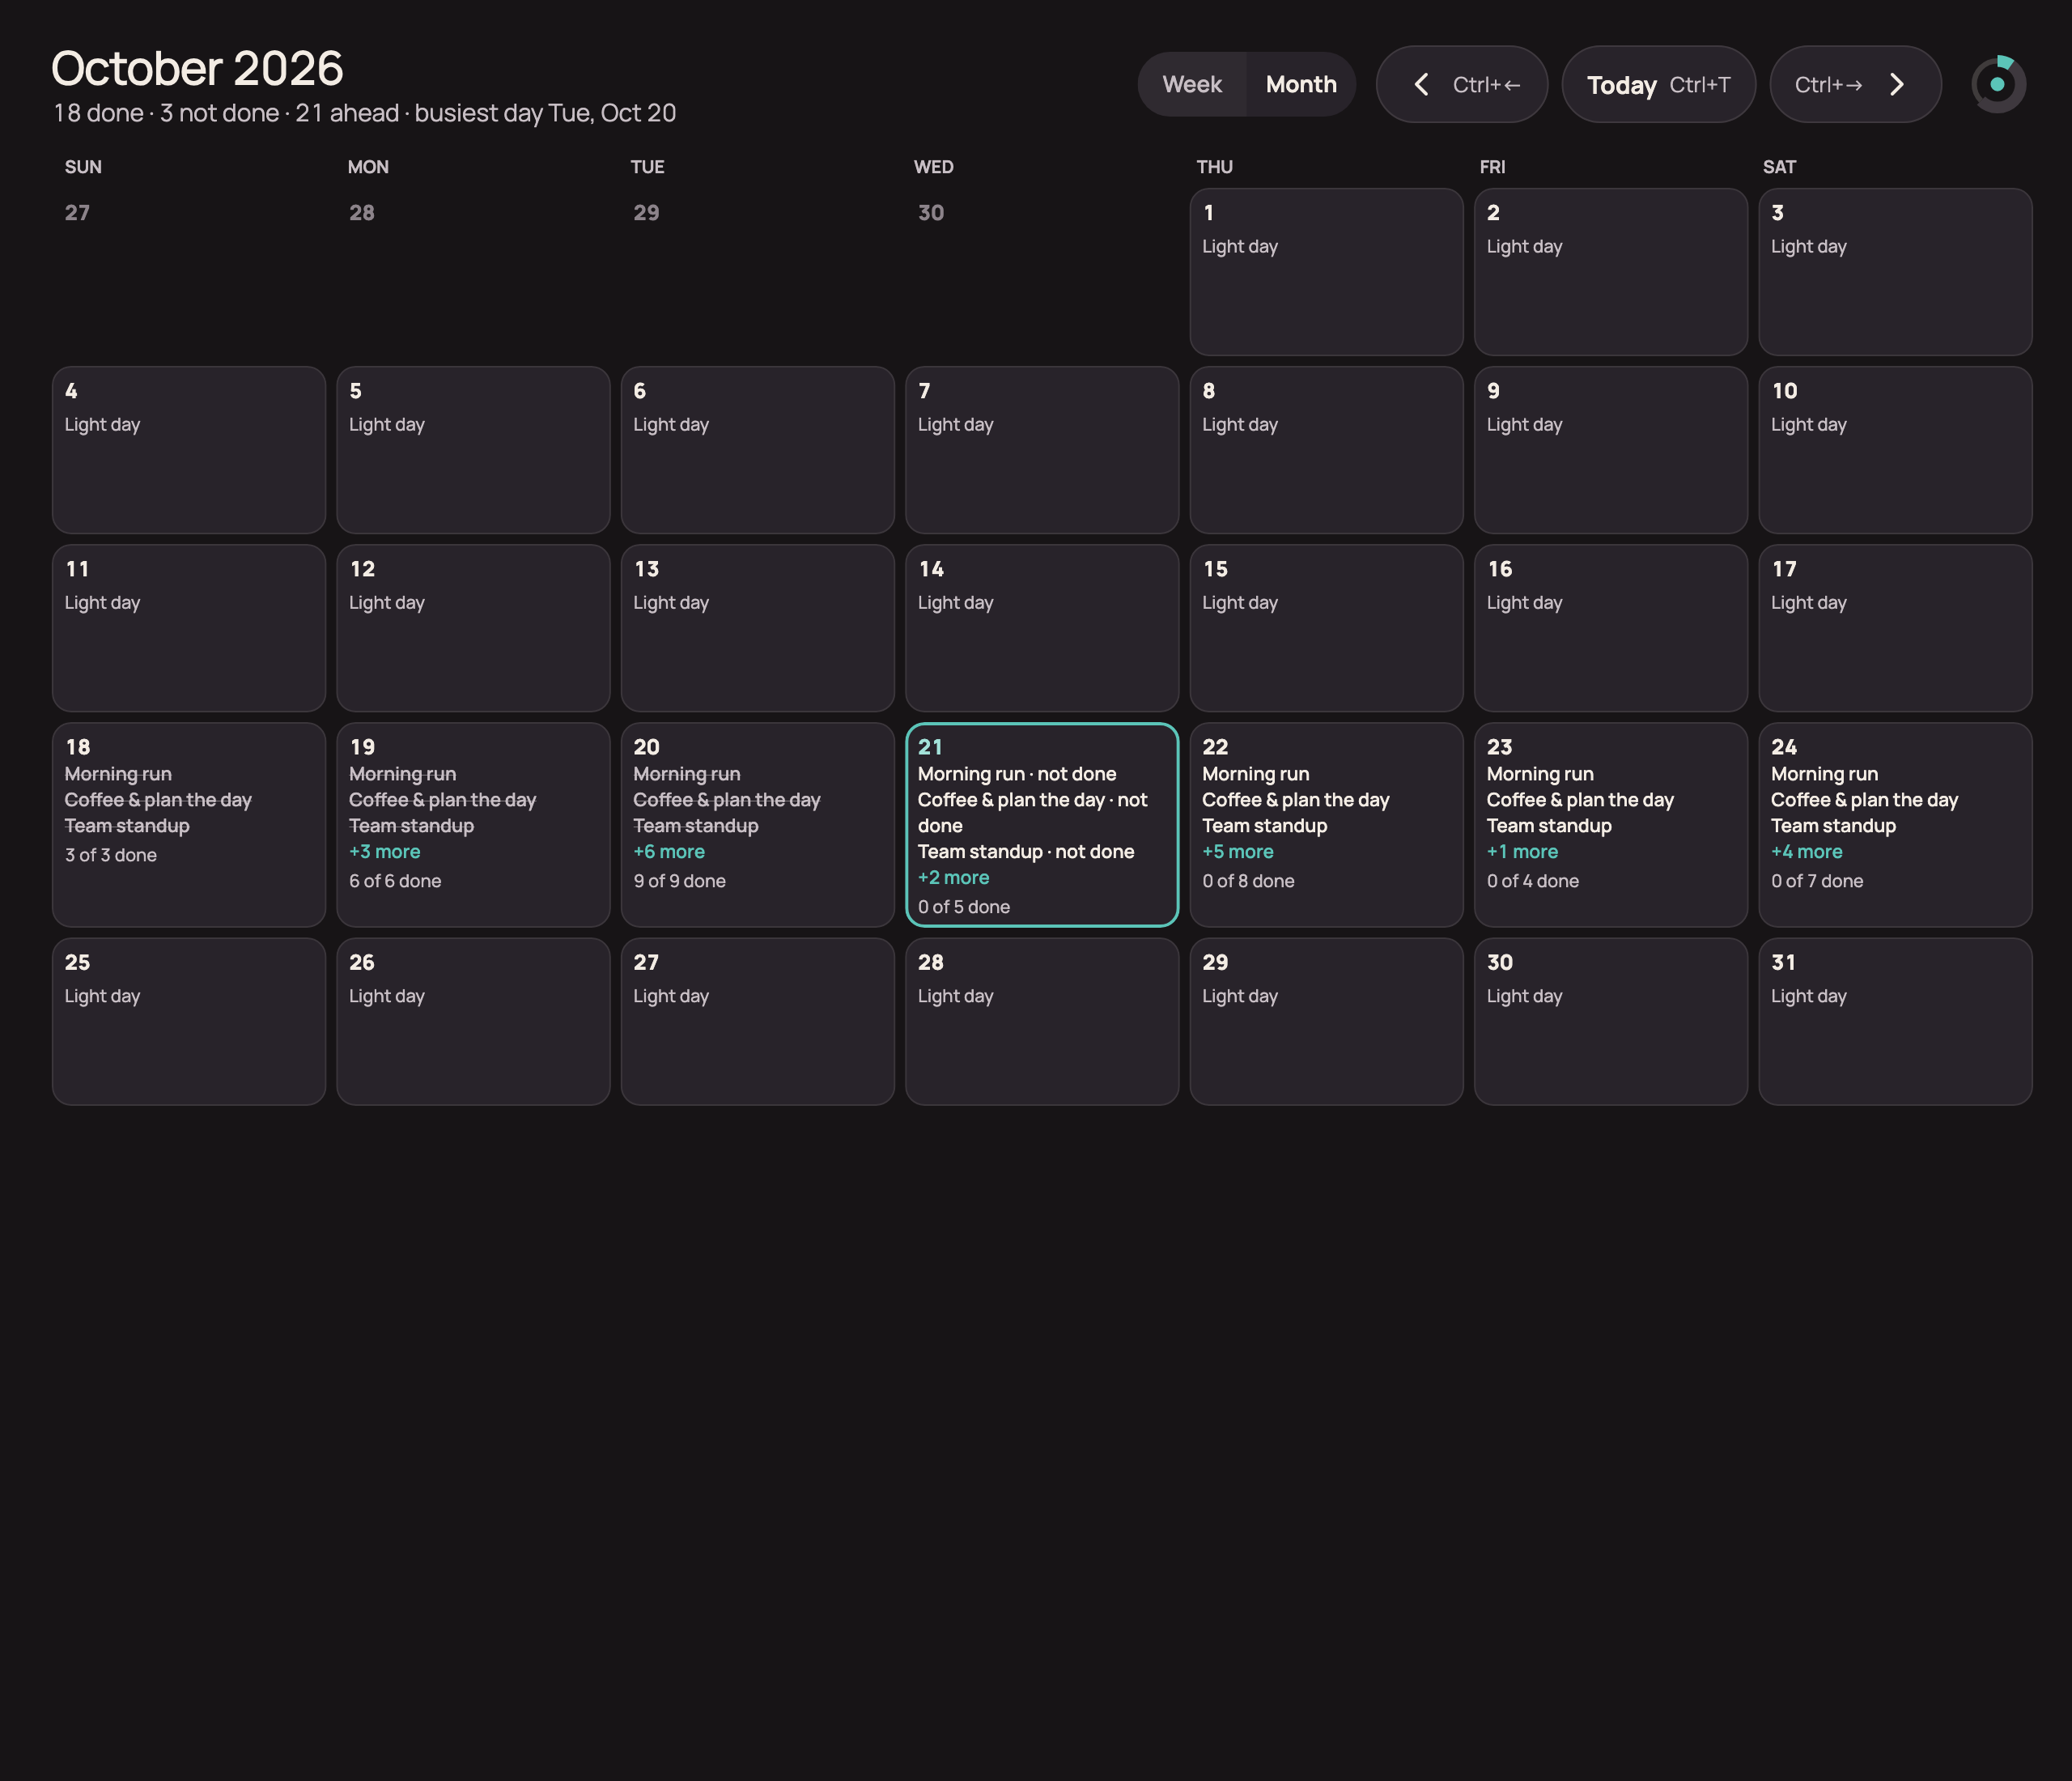 October 2026
18 done · 3 not done · 21 ahead · busiest day Tue, Oct 20
Week Month Ctrl+← Today Ctrl+T Ctrl+→
SUN MON TUE WED THU FRI SAT
27 28 29 30 1 2 3
Light day Light day Light day
4 5 6 7 8 9 10
Light day Light day Light day Light day Light day Light day Light day
11 12 13 14 15 16 17
Light day Light day Light day Light day Light day Light day Light day
18
Morning run
Coffee & plan the day
Team standup
3 of 3 done
19
Morning run
Coffee & plan the day
Team standup
+3 more
6 of 6 done
20
Morning run
Coffee & plan the day
Team standup
+6 more
9 of 9 done
21
Morning run · not done
Coffee & plan the day · not
done
Team standup · not done
+2 more
0 of 5 done
22
Morning run
Coffee & plan the day
Team standup
+5 more
0 of 8 done
23
Morning run
Coffee & plan the day
Team standup
+1 more
0 of 4 done
24
Morning run
Coffee & plan the day
Team standup
+4 more
0 of 7 done
25 26 27 28 29 30 31
Light day Light day Light day Light day Light day Light day Light day